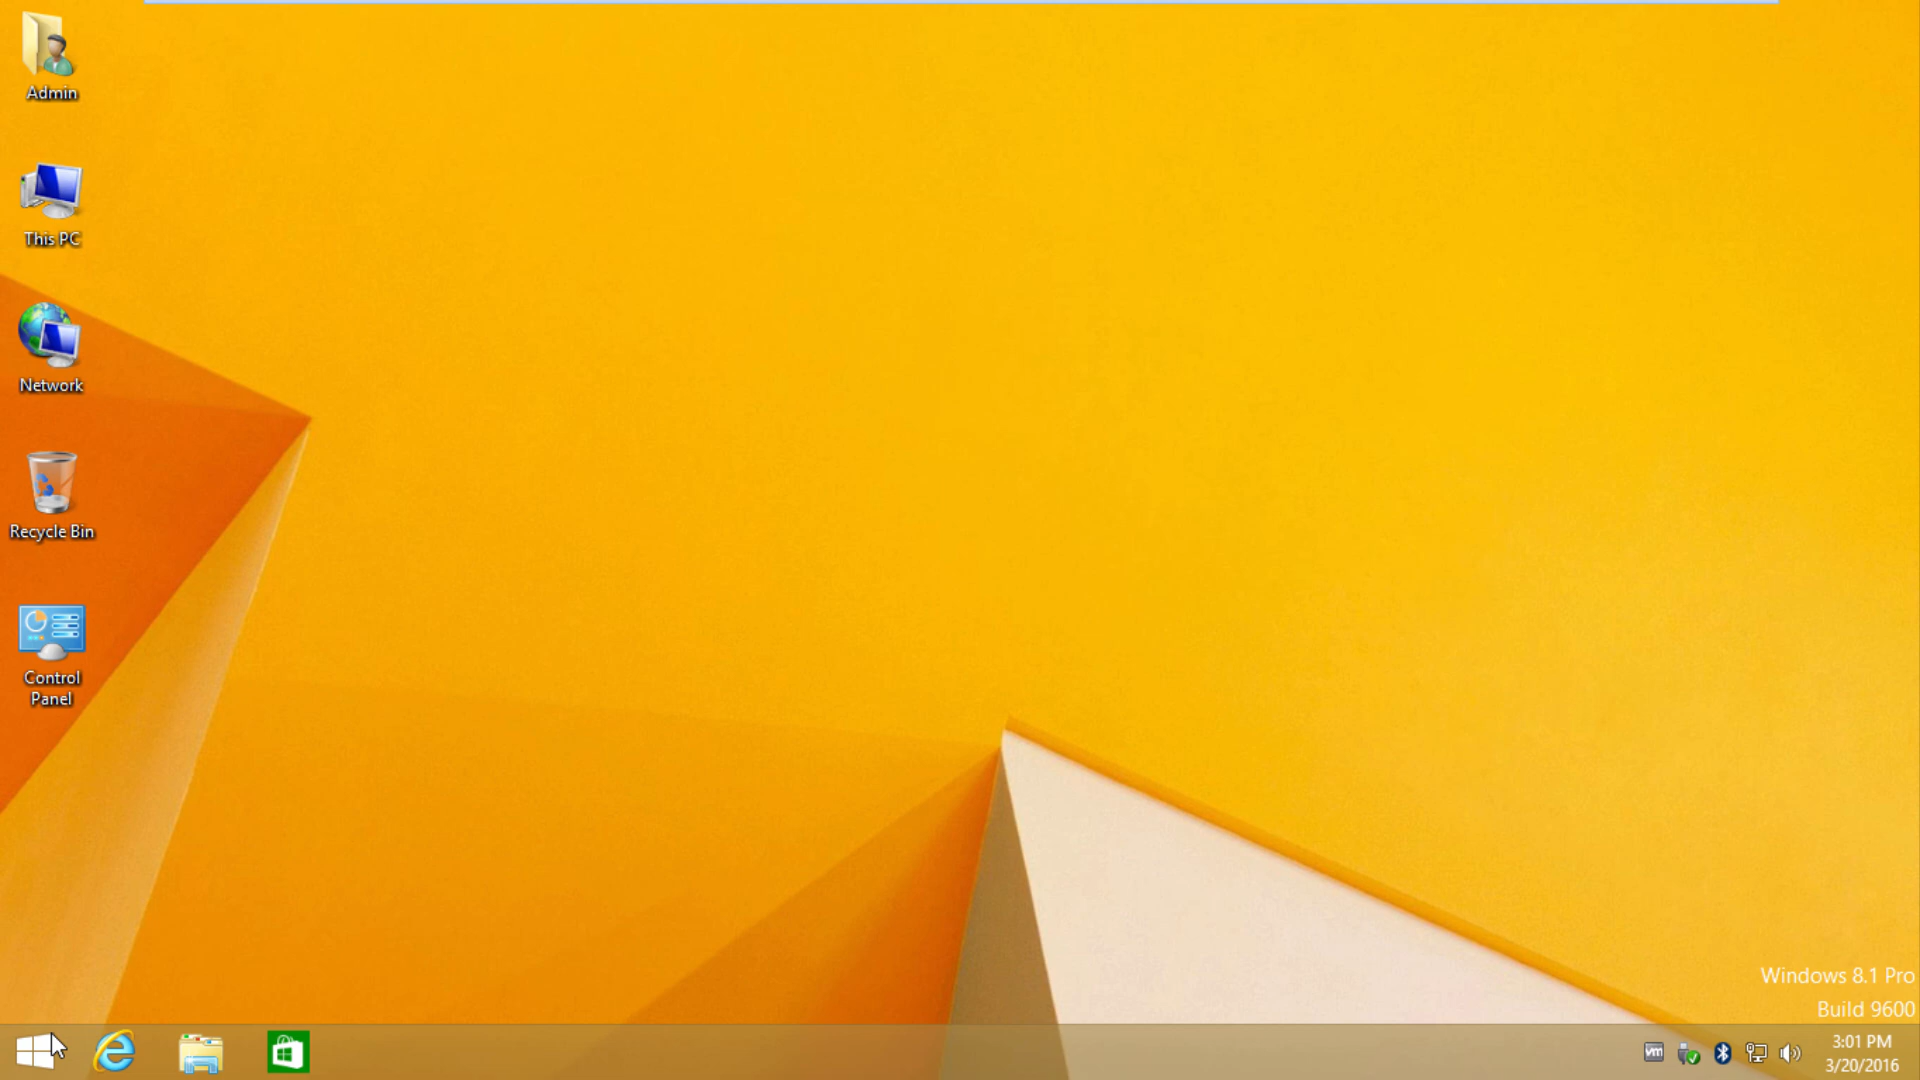 Admin
This PC
Network
Recycle Bin
Control
Panel
Windows 8.1 Pro
Build 9600
vm
3:01 PM
3/20/2016